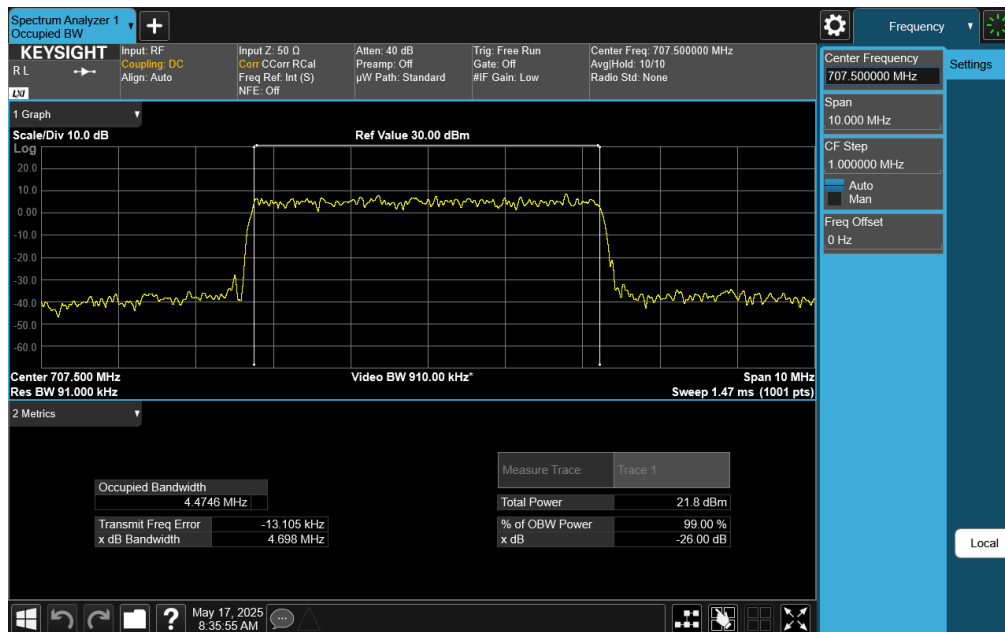 Spectrum Analyzer 1
Occupied BW
Frequency
KEYSIGHT
R L
LXI
Input: RF
Coupling: DC
Align: Auto
Input Z: 50 Ω
Corr CCorr RCal
Freq Ref: Int (S)
NFE: Off
Atten: 40 dB
Preamp: Off
µW Path: Standard
Trig: Free Run
Gate: Off
#IF Gain: Low
Center Freq: 707.500000 MHz
Avg|Hold: 10/10
Radio Std: None
Center Frequency
707.500000 MHz
Settings
Span
10.000 MHz
CF Step
1.000000 MHz
Auto
Man
Freq Offset
0 Hz
Local
1 Graph
Scale/Div 10.0 dB
Ref Value 30.00 dBm
Log
20.0
10.0
0.00
-10.0
-20.0
-30.0
-40.0
-50.0
-60.0
Center 707.500 MHz
Video BW 910.00 kHz*
Span 10 MHz
Res BW 91.000 kHz
Sweep 1.47 ms (1001 pts)
2 Metrics
Measure Trace Trace 1
Occupied Bandwidth
4.4746 MHz
Total Power 21.8 dBm
Transmit Freq Error -13.105 kHz
% of OBW Power 99.00 %
x dB Bandwidth 4.698 MHz
x dB -26.00 dB
?
May 17, 2025
8:35:55 AM